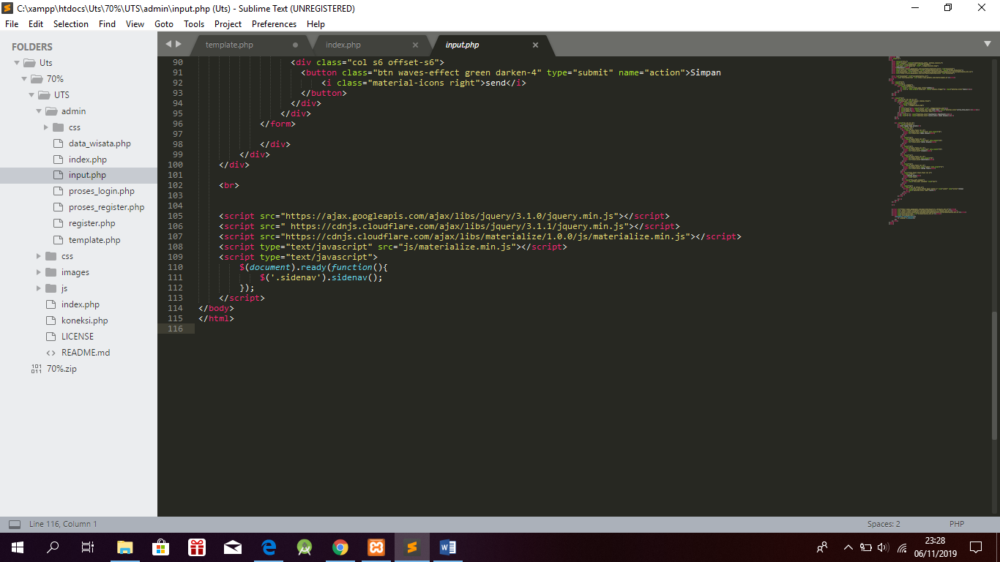 C:\xampp\htdocs\Uts\70%\UTS\admin\input.php (Uts) - Sublime Text (UNREGISTERED)
File Edit Selection Find View Goto Tools Project Preferences Help
FOLDERS
Uts
70%
UTS
admin
css
data_wisata.php
index.php
input.php
proses_login.php
proses_register.php
register.php
template.php
css
images
js
index.php
koneksi.php
LICENSE
README.md
70%.zip
template.php index.php input.php
90 <div class="col s6 offset-s6">
91 <button class="btn waves-effect green darken-4" type="submit" name="action">Simpan
92 <i class="material-icons right">send</i>
93 </button>
94 </div>
95 </div>
96 </form>
97
98 </div>
99 </div>
100 </div>
101
102 <br>
103
104
105 <script src="https://ajax.googleapis.com/ajax/libs/jquery/3.1.0/jquery.min.js"></script>
106 <script src=" https://cdnjs.cloudflare.com/ajax/libs/jquery/3.1.1/jquery.min.js"></script>
107 <script src="https://cdnjs.cloudflare.com/ajax/libs/materialize/1.0.0/js/materialize.min.js"></script>
108 <script type="text/javascript" src="js/materialize.min.js"></script>
109 <script type="text/javascript">
110 $(document).ready(function(){
111 $('.sidenav').sidenav();
112 });
113 </script>
114 </body>
115 </html>
116
Line 116, Column 1 Spaces: 2 PHP
23:28
06/11/2019